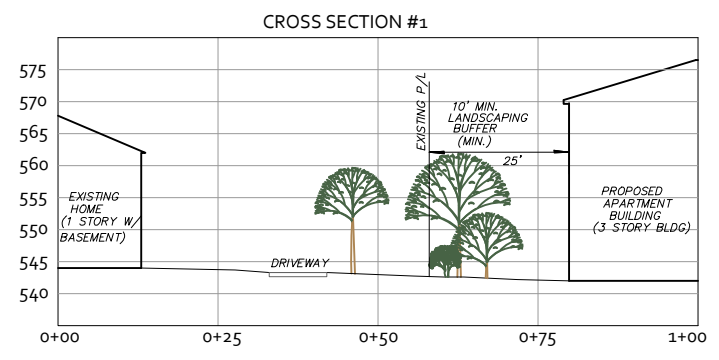 CROSS SECTION #1
575
570
565
560
555
550
545
540
EXISTING
HOME
(1 STORY W/
BASEMENT)
DRIVEWAY
EXISTING P/L
10' MIN.
LANDSCAPING
BUFFER
(MIN.)
25'
PROPOSED
APARTMENT
BUILDING
(3 STORY BLDG)
0+00
0+25
0+50
0+75
1+00